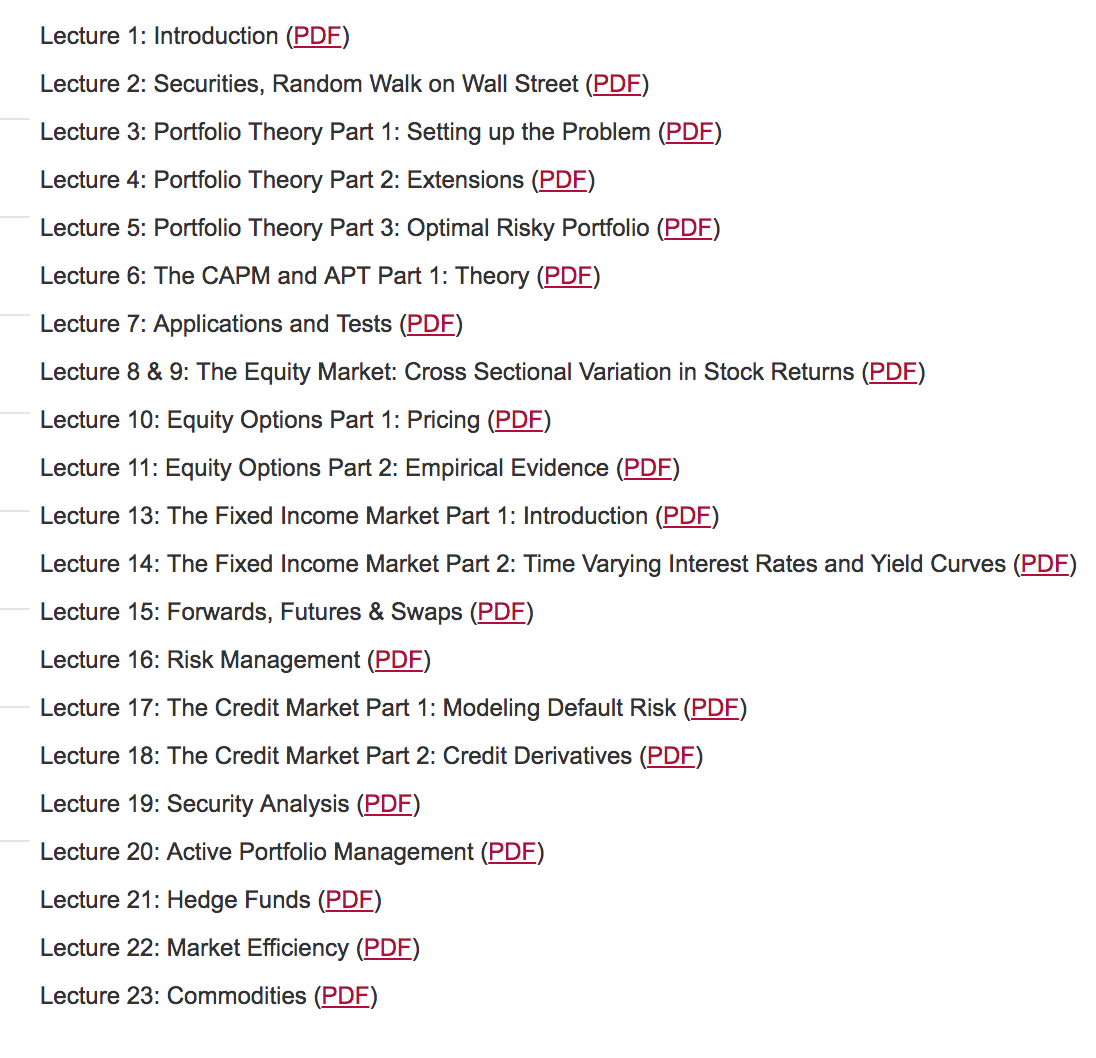 Lecture 1: Introduction (PDF)
Lecture 2: Securities, Random Walk on Wall Street (PDF)
Lecture 3: Portfolio Theory Part 1: Setting up the Problem (PDF)
Lecture 4: Portfolio Theory Part 2: Extensions (PDF)
Lecture 5: Portfolio Theory Part 3: Optimal Risky Portfolio (PDF)
Lecture 6: The CAPM and APT Part 1: Theory (PDF)
Lecture 7: Applications and Tests (PDF)
Lecture 8 & 9: The Equity Market: Cross Sectional Variation in Stock Returns (PDF)
Lecture 10: Equity Options Part 1: Pricing (PDF)
Lecture 11: Equity Options Part 2: Empirical Evidence (PDF)
Lecture 13: The Fixed Income Market Part 1: Introduction (PDF)
Lecture 14: The Fixed Income Market Part 2: Time Varying Interest Rates and Yield Curves (PDF)
Lecture 15: Forwards, Futures & Swaps (PDF)
Lecture 16: Risk Management (PDF)
Lecture 17: The Credit Market Part 1: Modeling Default Risk (PDF)
Lecture 18: The Credit Market Part 2: Credit Derivatives (PDF)
Lecture 19: Security Analysis (PDF)
Lecture 20: Active Portfolio Management (PDF)
Lecture 21: Hedge Funds (PDF)
Lecture 22: Market Efficiency (PDF)
Lecture 23: Commodities (PDF)